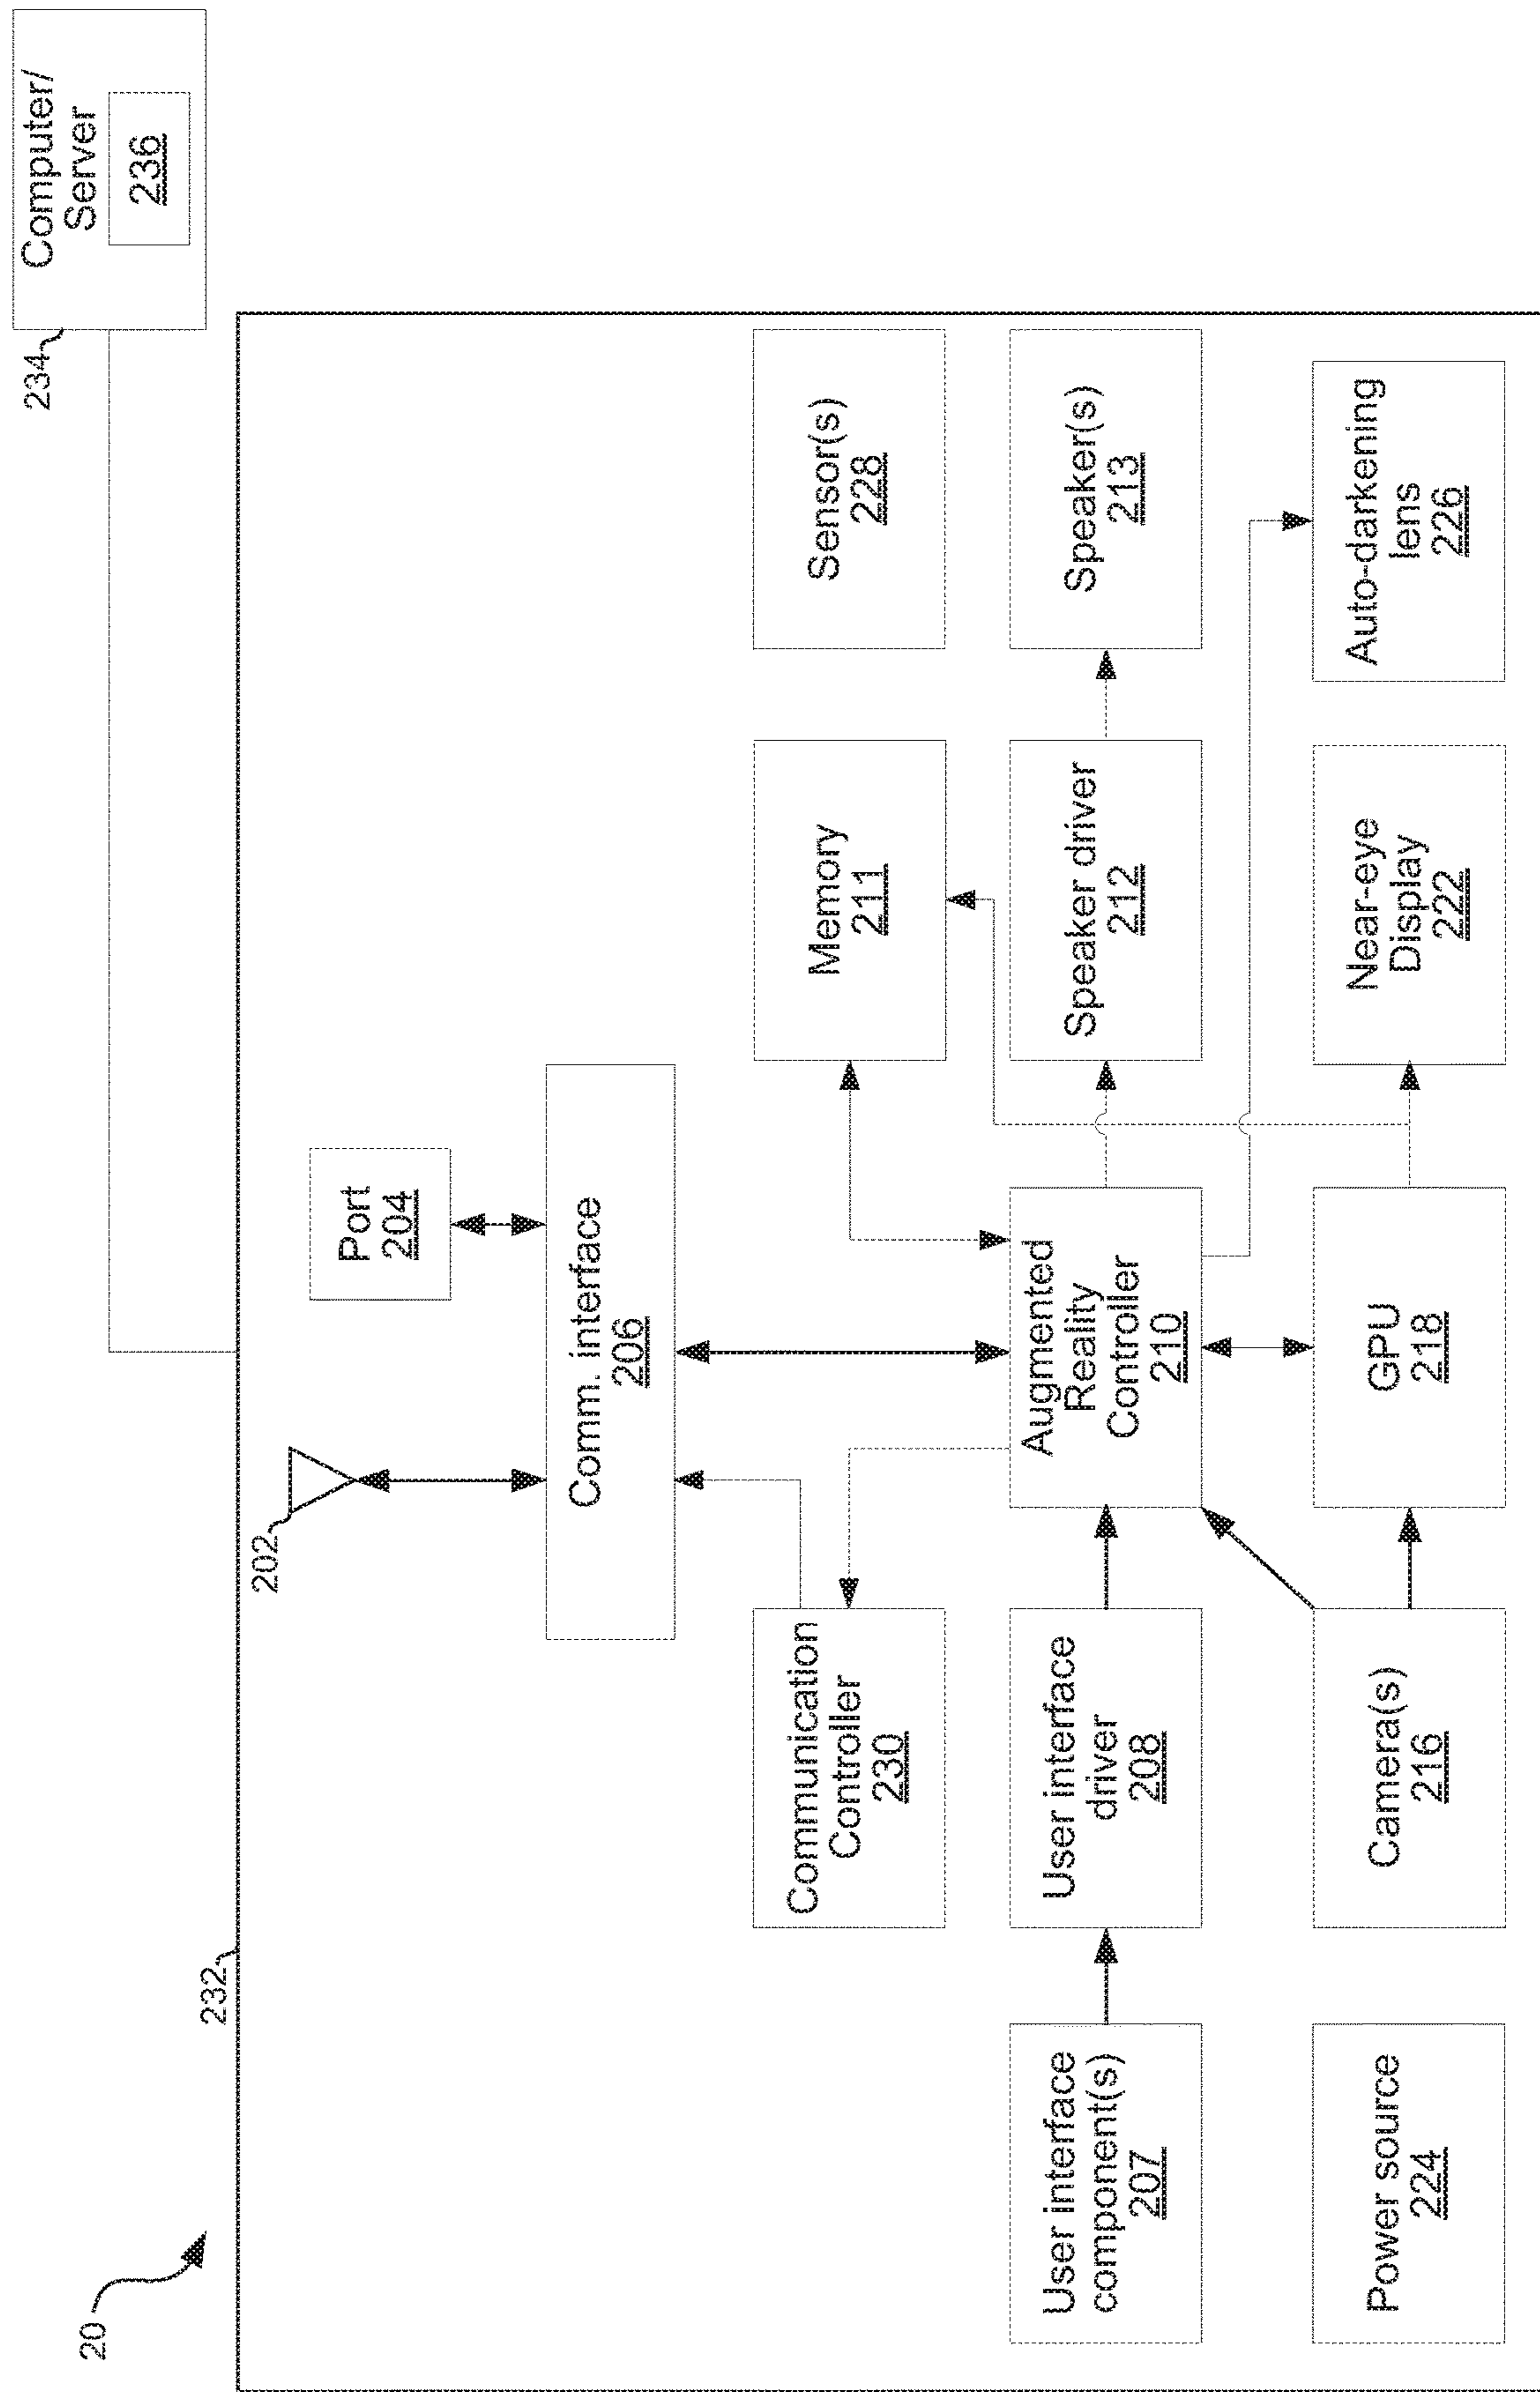 20
232
202
234
Computer/
Server
236
Port
204
Comm. interface
206
Communication
Controller
230
Memory
211
Sensor(s)
228
User interface
component(s)
207
User interface
driver
208
Augmented
Reality
Controller
210
Speaker driver
212
Speaker(s)
213
Power source
224
Camera(s)
216
GPU
218
Near-eye
Display
222
Auto-darkening
lens
226